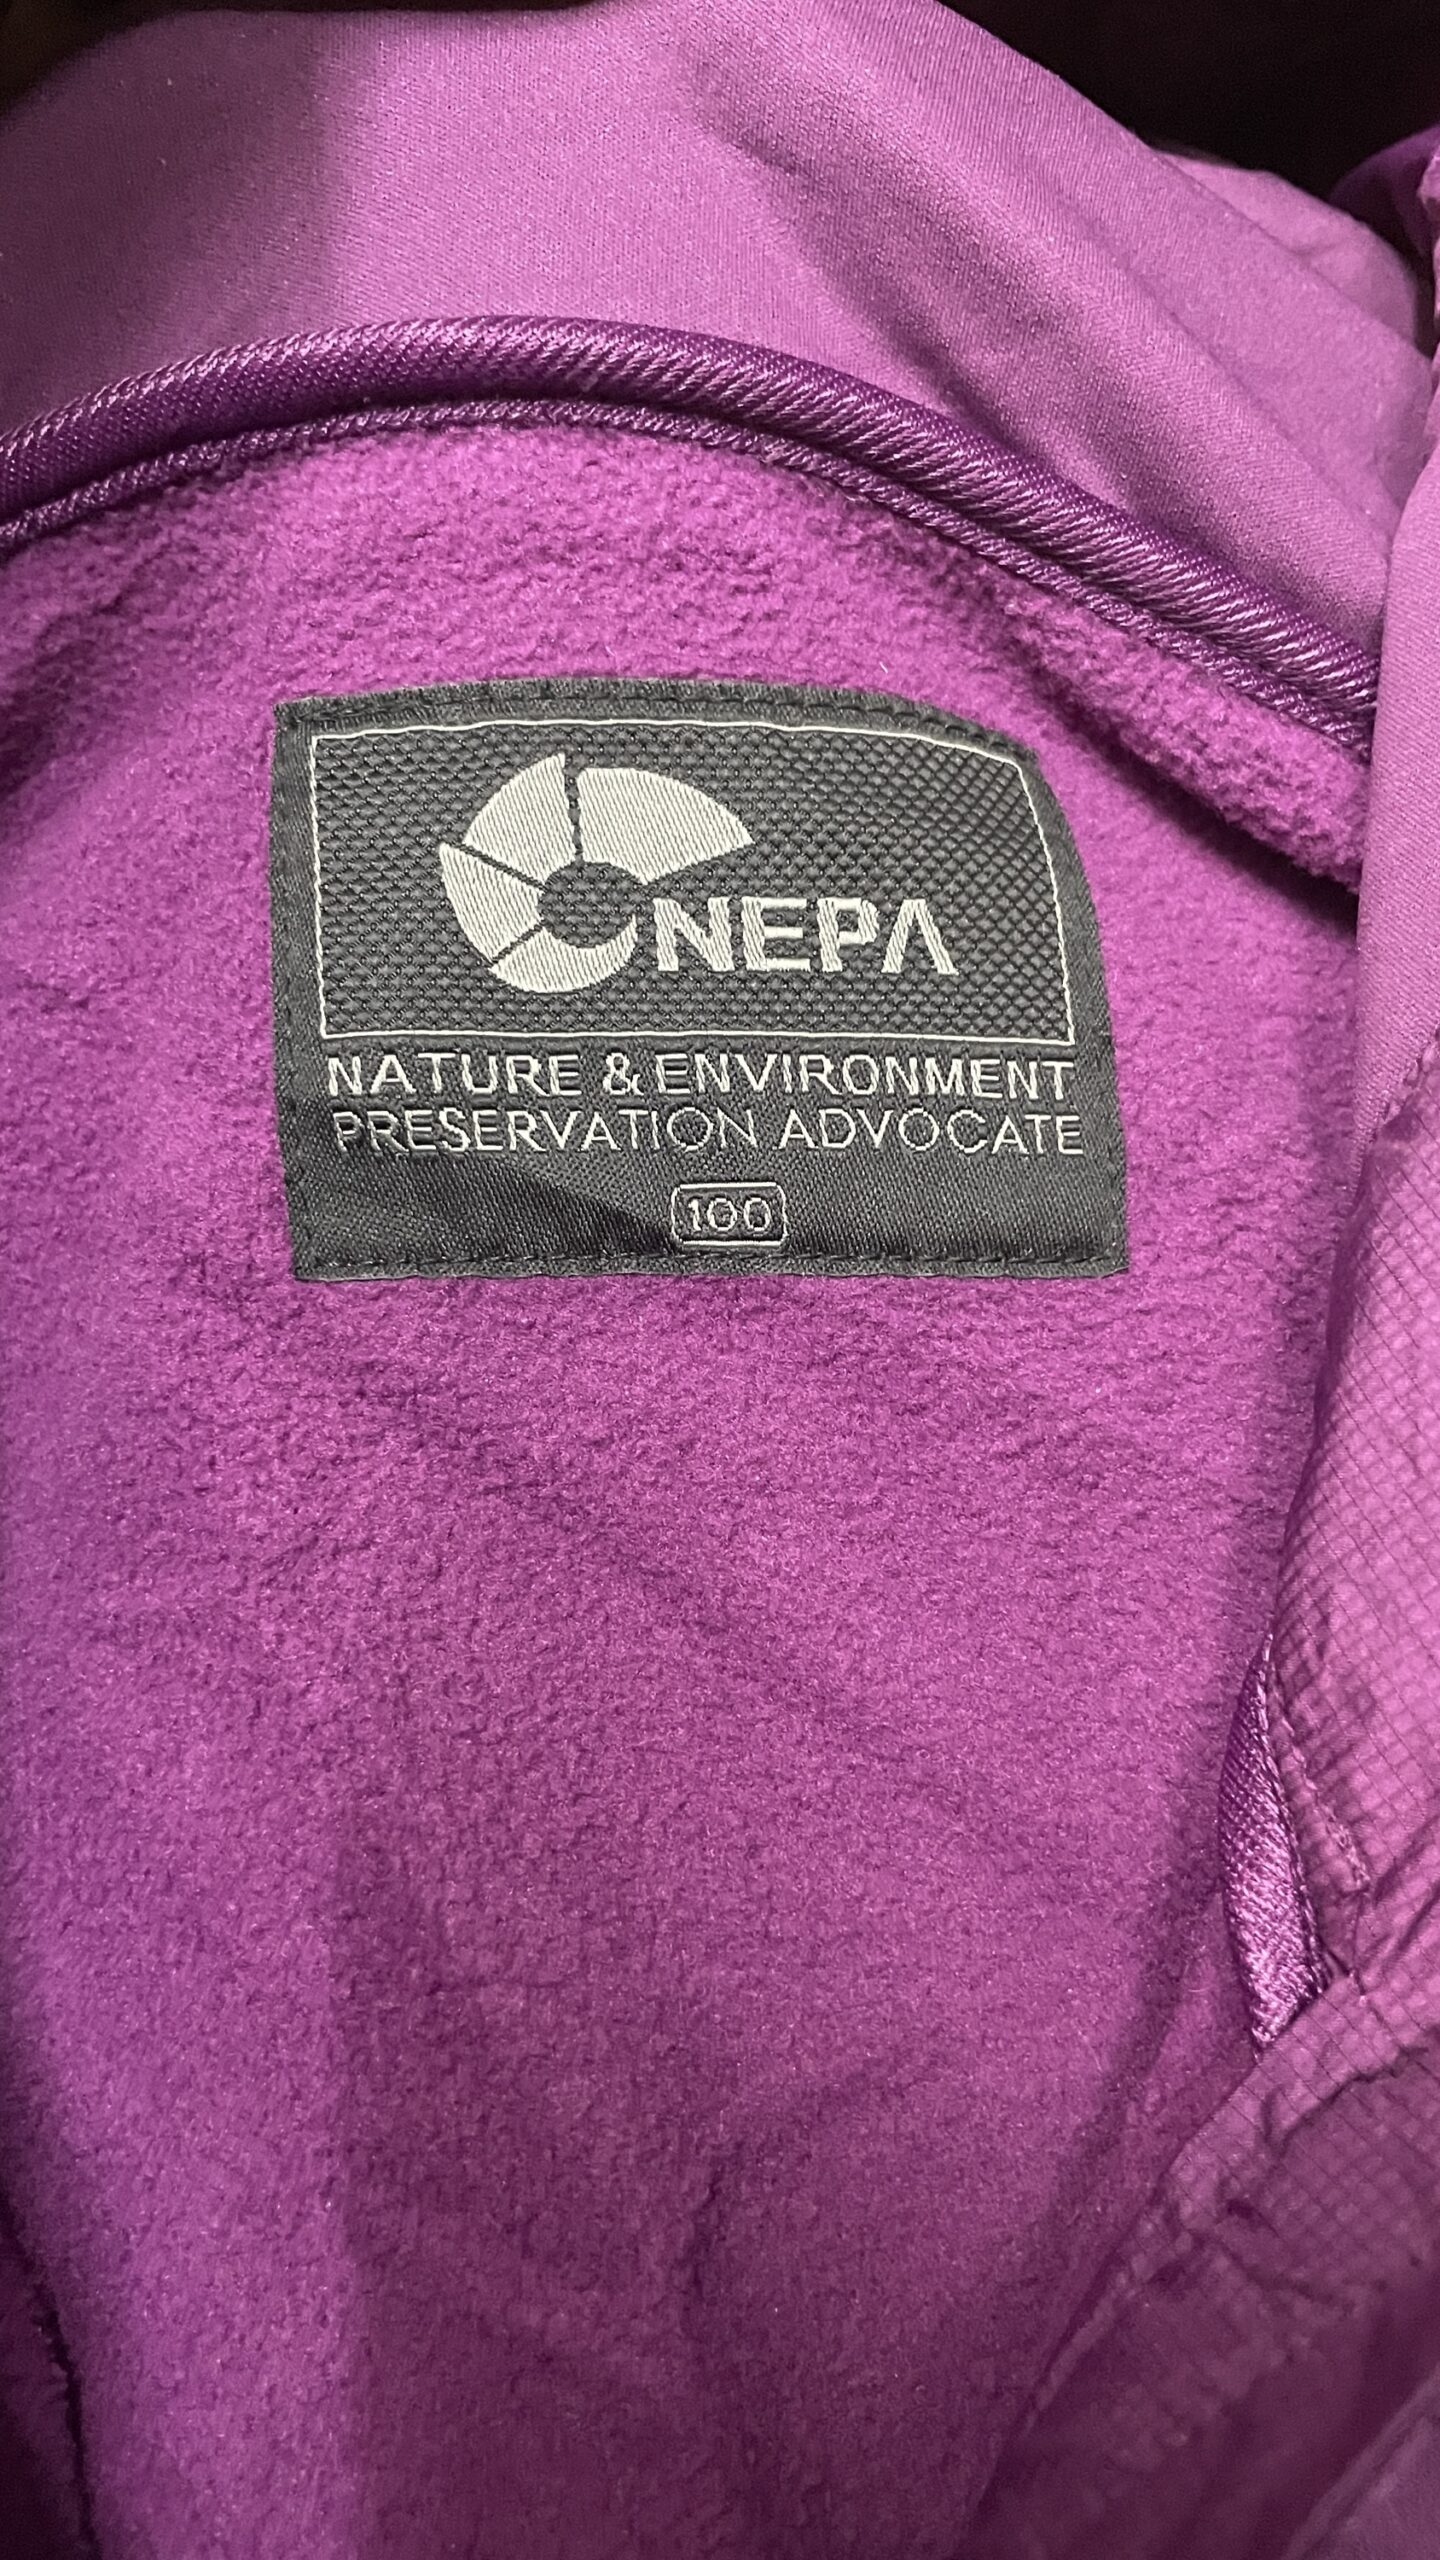 NEPA
NATURE & ENVIRONMENT
PRESERVATION ADVOCATE
100